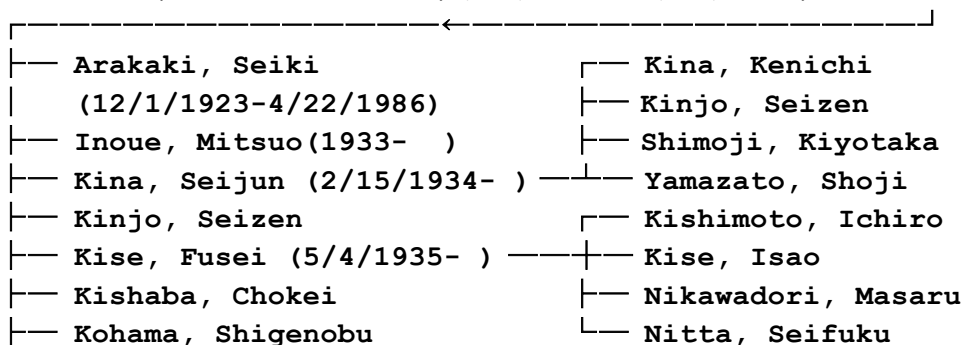 Arakaki, Seiki Kina, Kenichi
(12/1/1923-4/22/1986) Kinjo, Seizen
Inoue, Mitsuo(1933- ) Shimoji, Kiyotaka
Kina, Seijun (2/15/1934- ) Yamazato, Shoji
Kinjo, Seizen Kishimoto, Ichiro
Kise, Fusei (5/4/1935- ) Kise, Isao
Kishaba, Chokei Nikawadori, Masaru
Kohama, Shigenobu Nitta, Seifuku